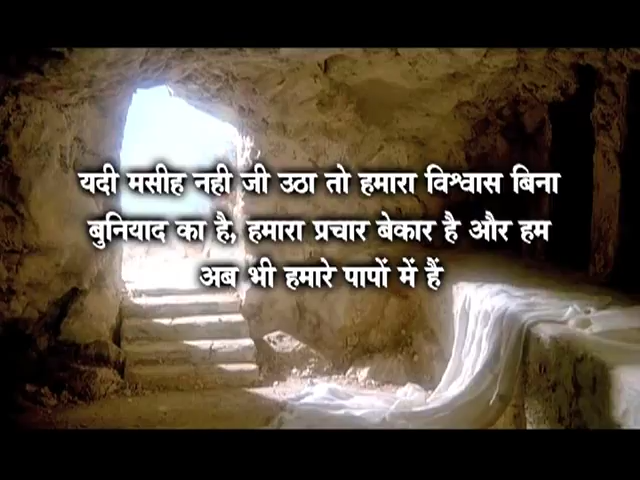 यदी मसीह नही जी उठा तो हमारा विश्वास बिना
बुनियाद का है, हमारा प्रचार बेकार है और हम
अब भी हमारे पापों में हैं